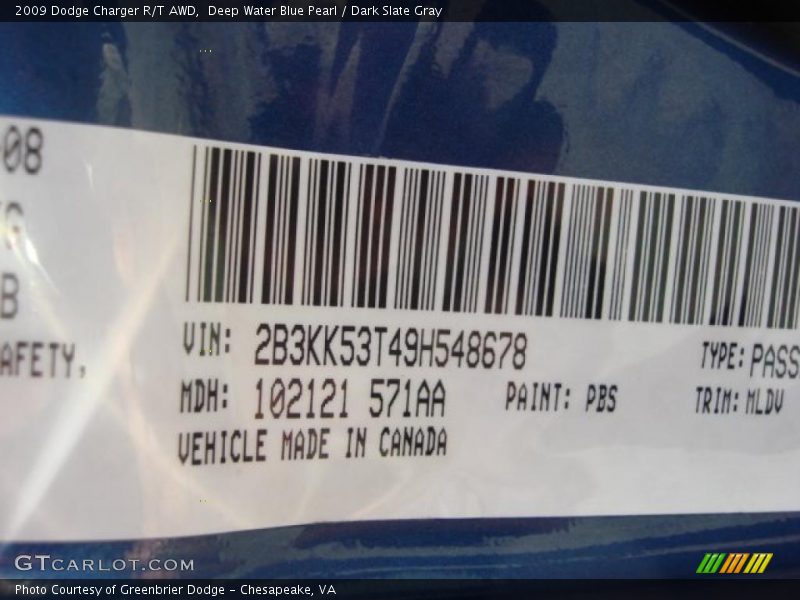 2009 Dodge Charger R/T AWD,  Deep Water Blue Pearl / Dark Slate Gray
08
B
AFETY.
VIN: 2B3KK53T49H548678
TYPE: PASS
MDH: 102121 571AA
PAINT: PBS
TRIM: MLDV
VEHICLE MADE IN CANADA
GTCARLOT.COM
Photo Courtesy of Greenbrier Dodge - Chesapeake, VA